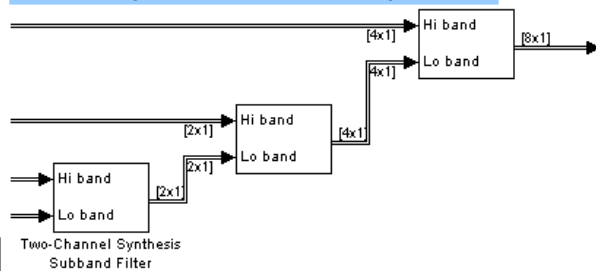 Hi band
[4x1]
[8x1]
Lo band
[4x1]
Hi band
[2x1]
[4x1]
Lo band
[2x1]
Hi band
[2x1]
Lo band
Two-Channel Synthesis
Subband Filter